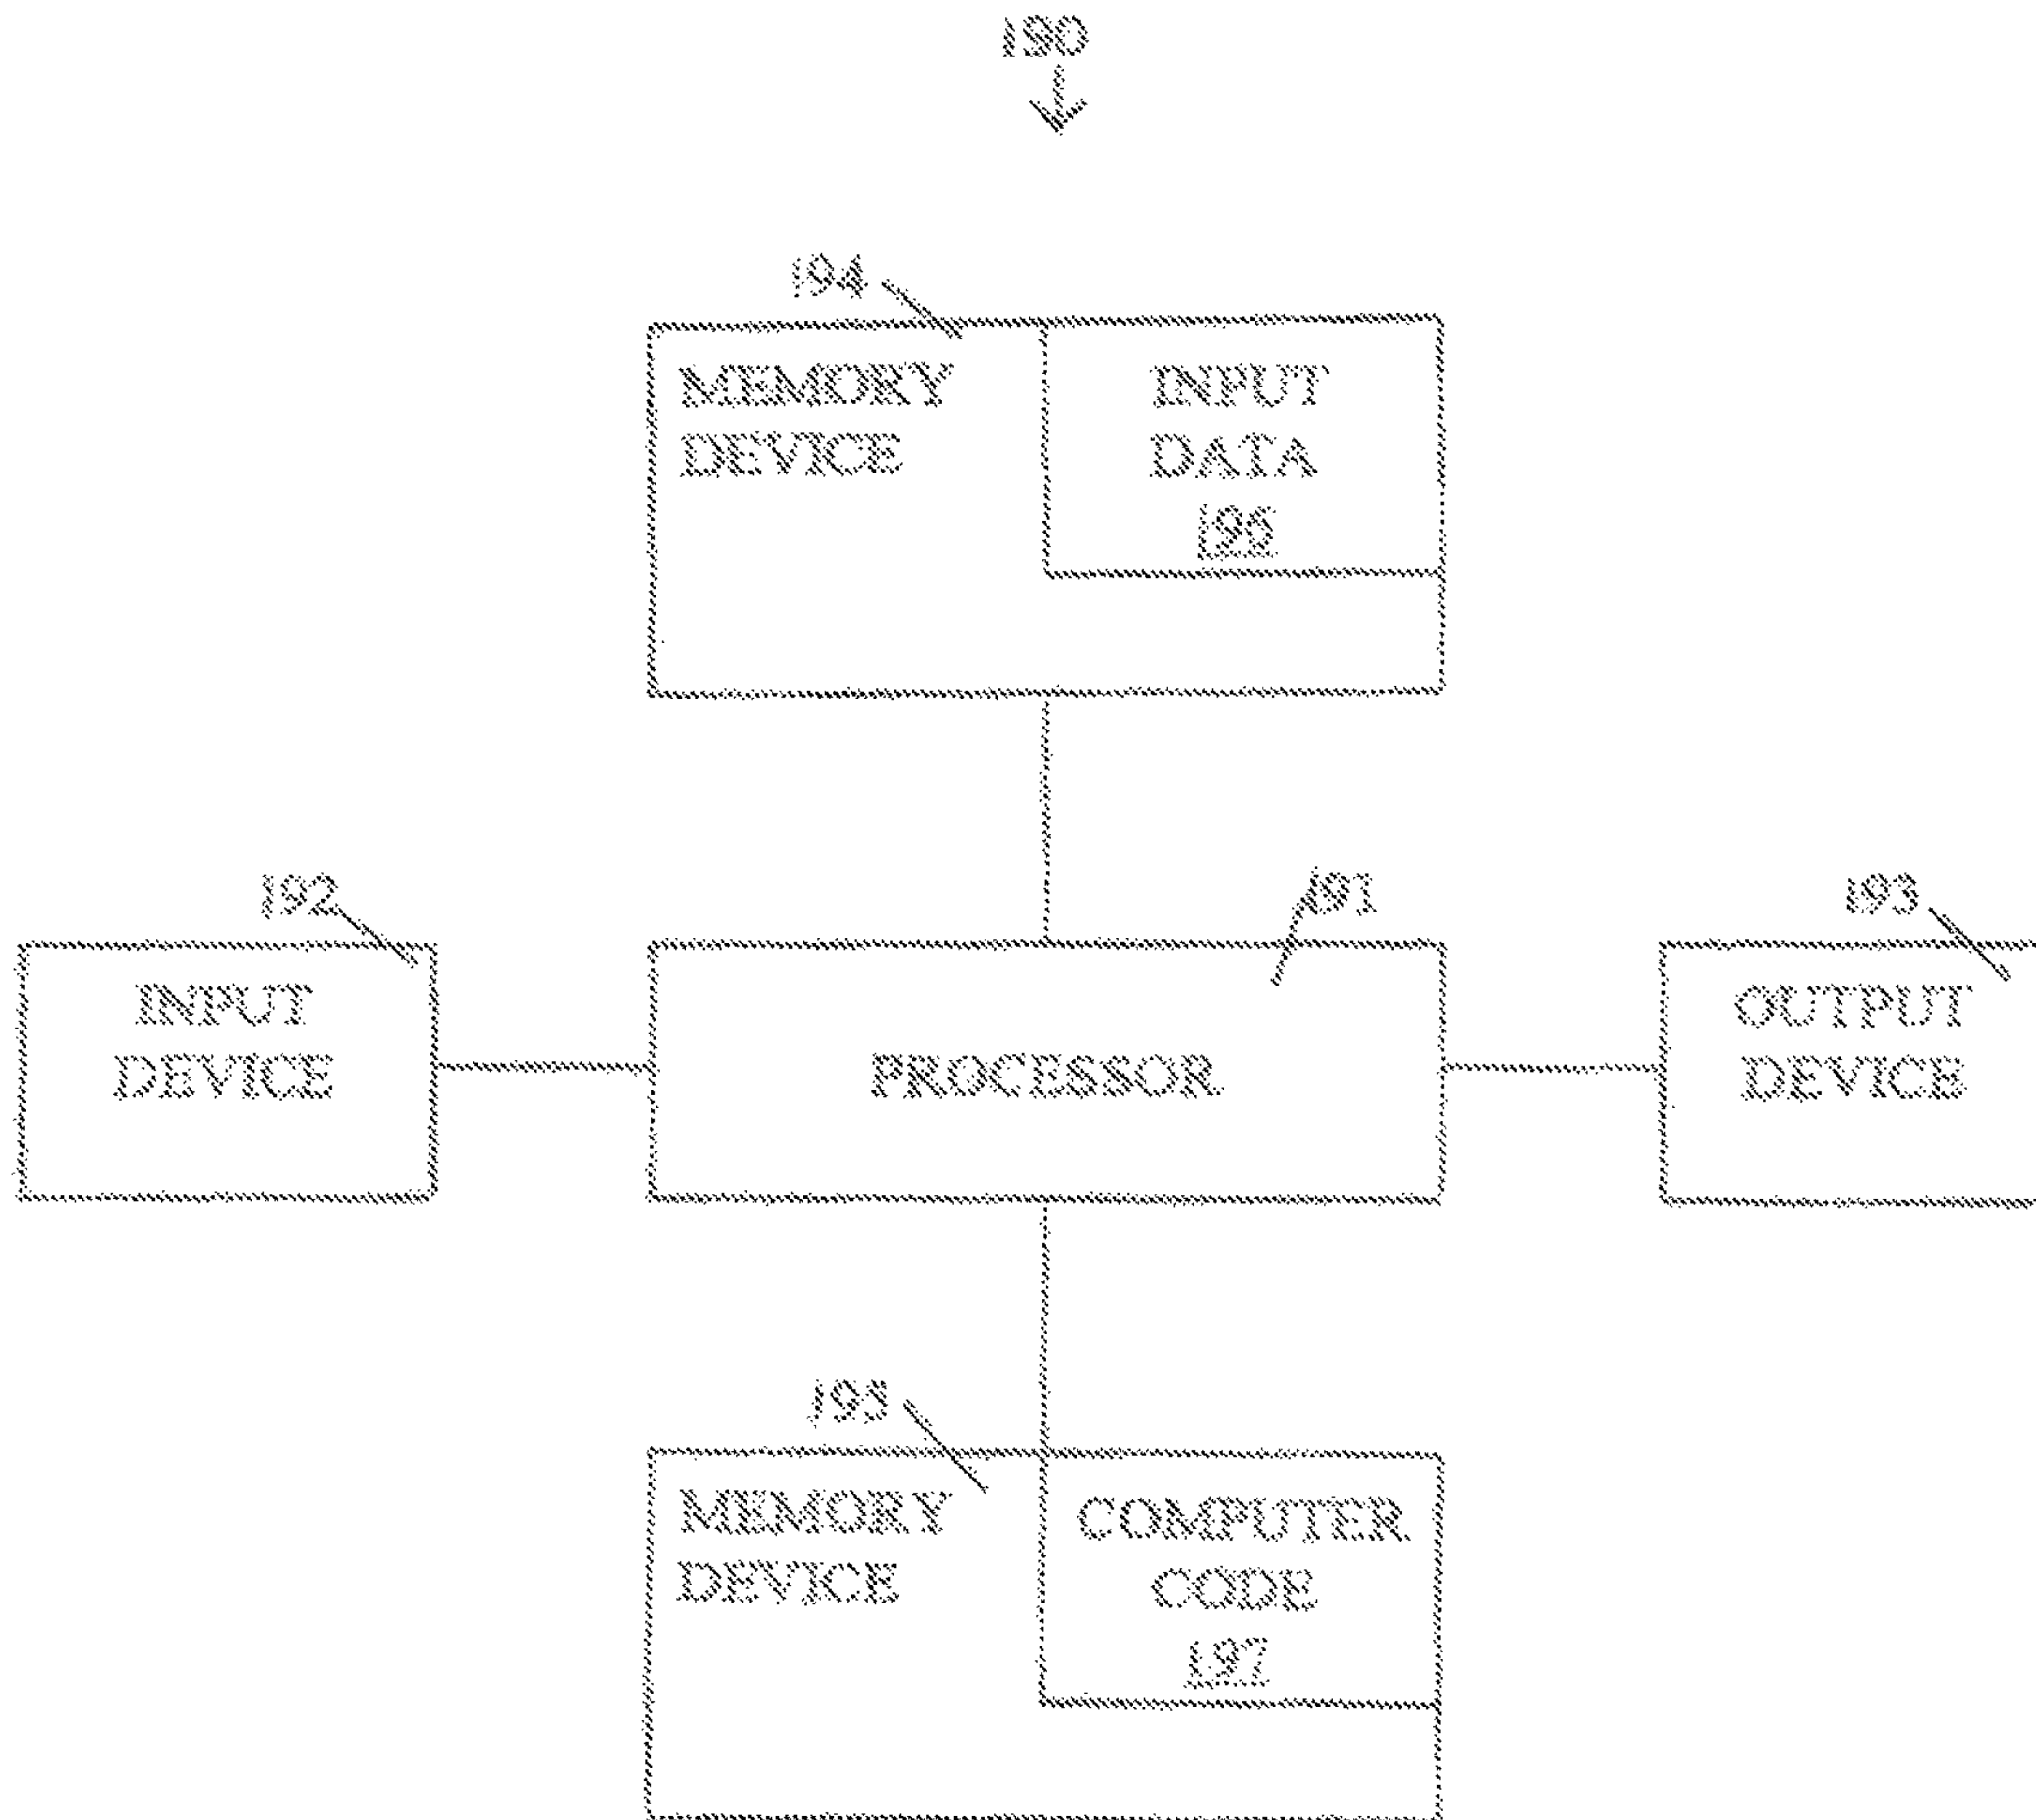 190
194
MEMORY
DEVICE
INPUT
DATA
196
192
INPUT
DEVICE
191
PROCESSOR
193
OUTPUT
DEVICE
195
MEMORY
DEVICE
COMPUTER
CODE
197